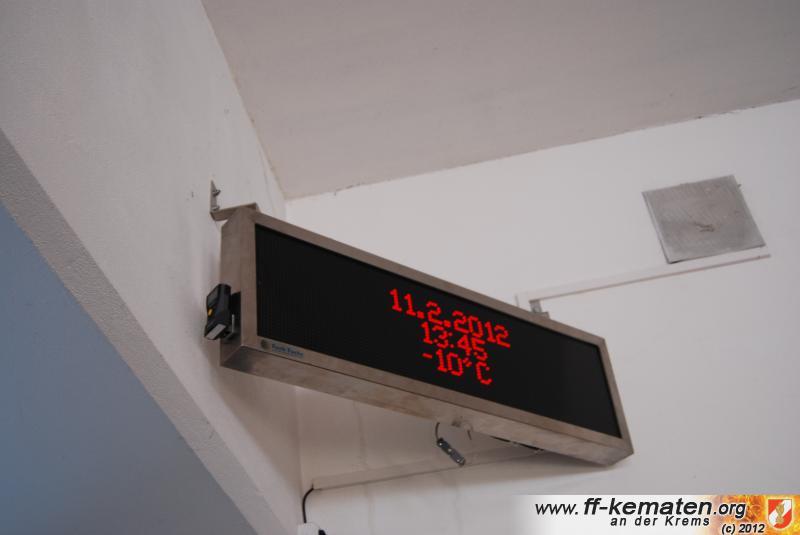 11.2.2012
13:45
-10°C
www.ff-kematen.org
an der Krems
(c) 2012